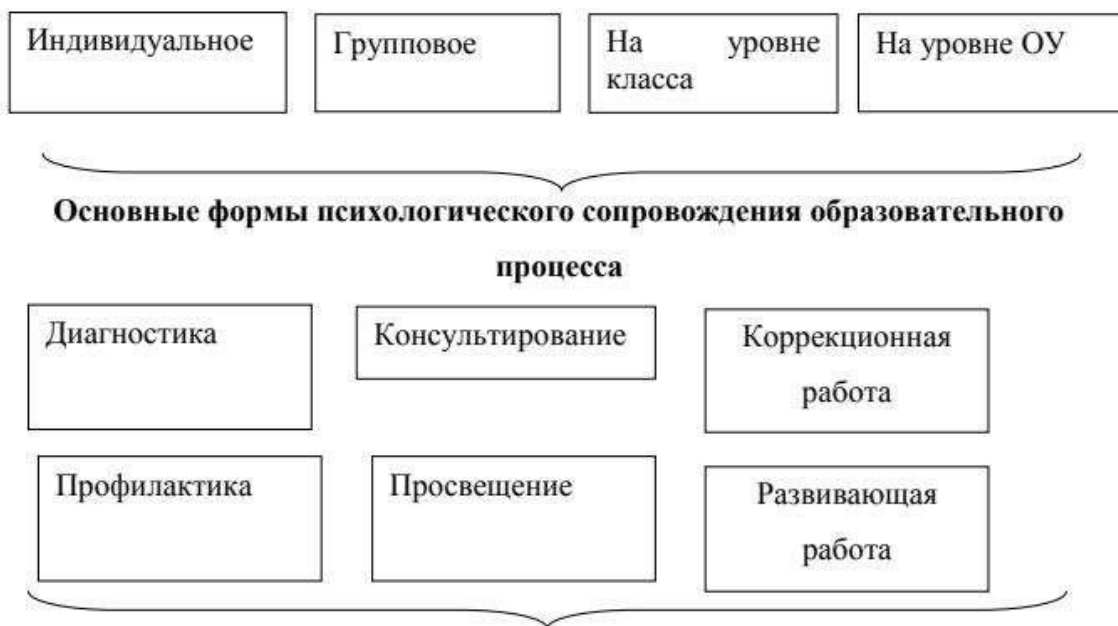 Индивидуальное
Групповое
На уровне
класса
На уровне ОУ
Основные формы психологического сопровождения образовательного
процесса
Диагностика
Консультирование
Коррекционная
работа
Профилактика
Просвещение
Развивающая
работа